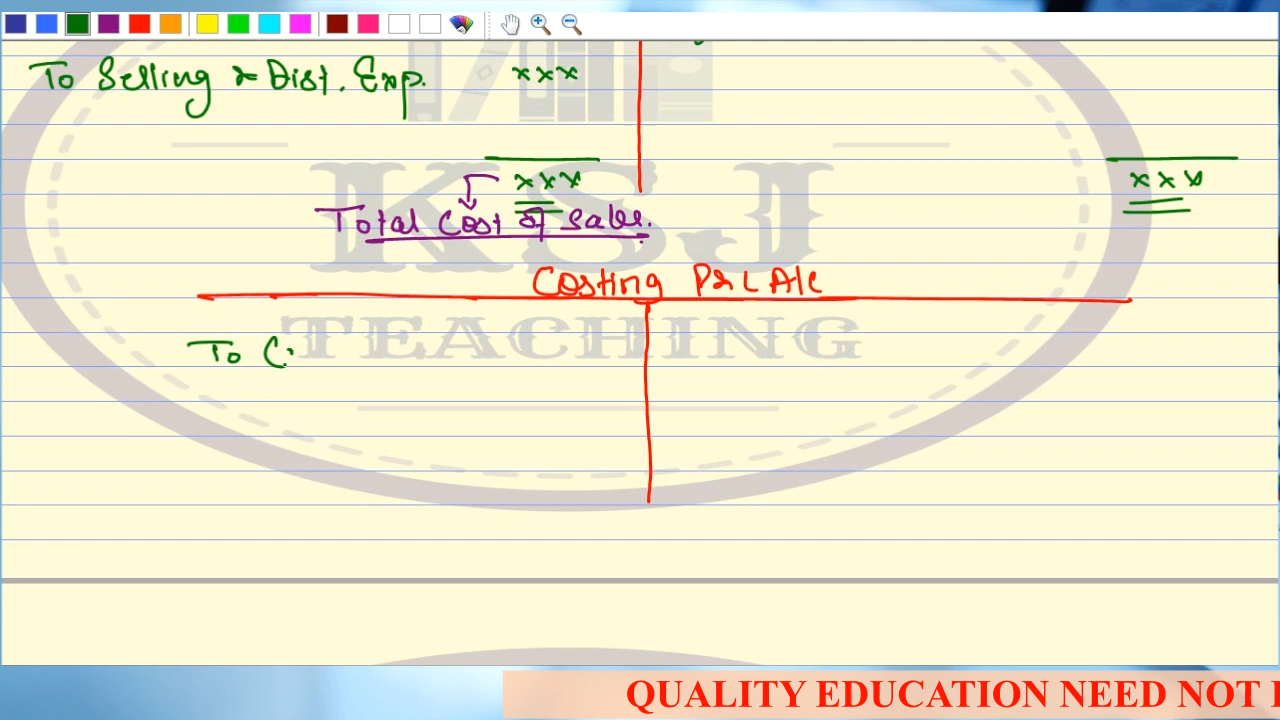 To Selling & Dist. Exp. xxx
xxx xxx
Total Cost of Sales.
Costing P&L A/c
To C
KSJ
TEACHING
QUALITY EDUCATION NEED NOT